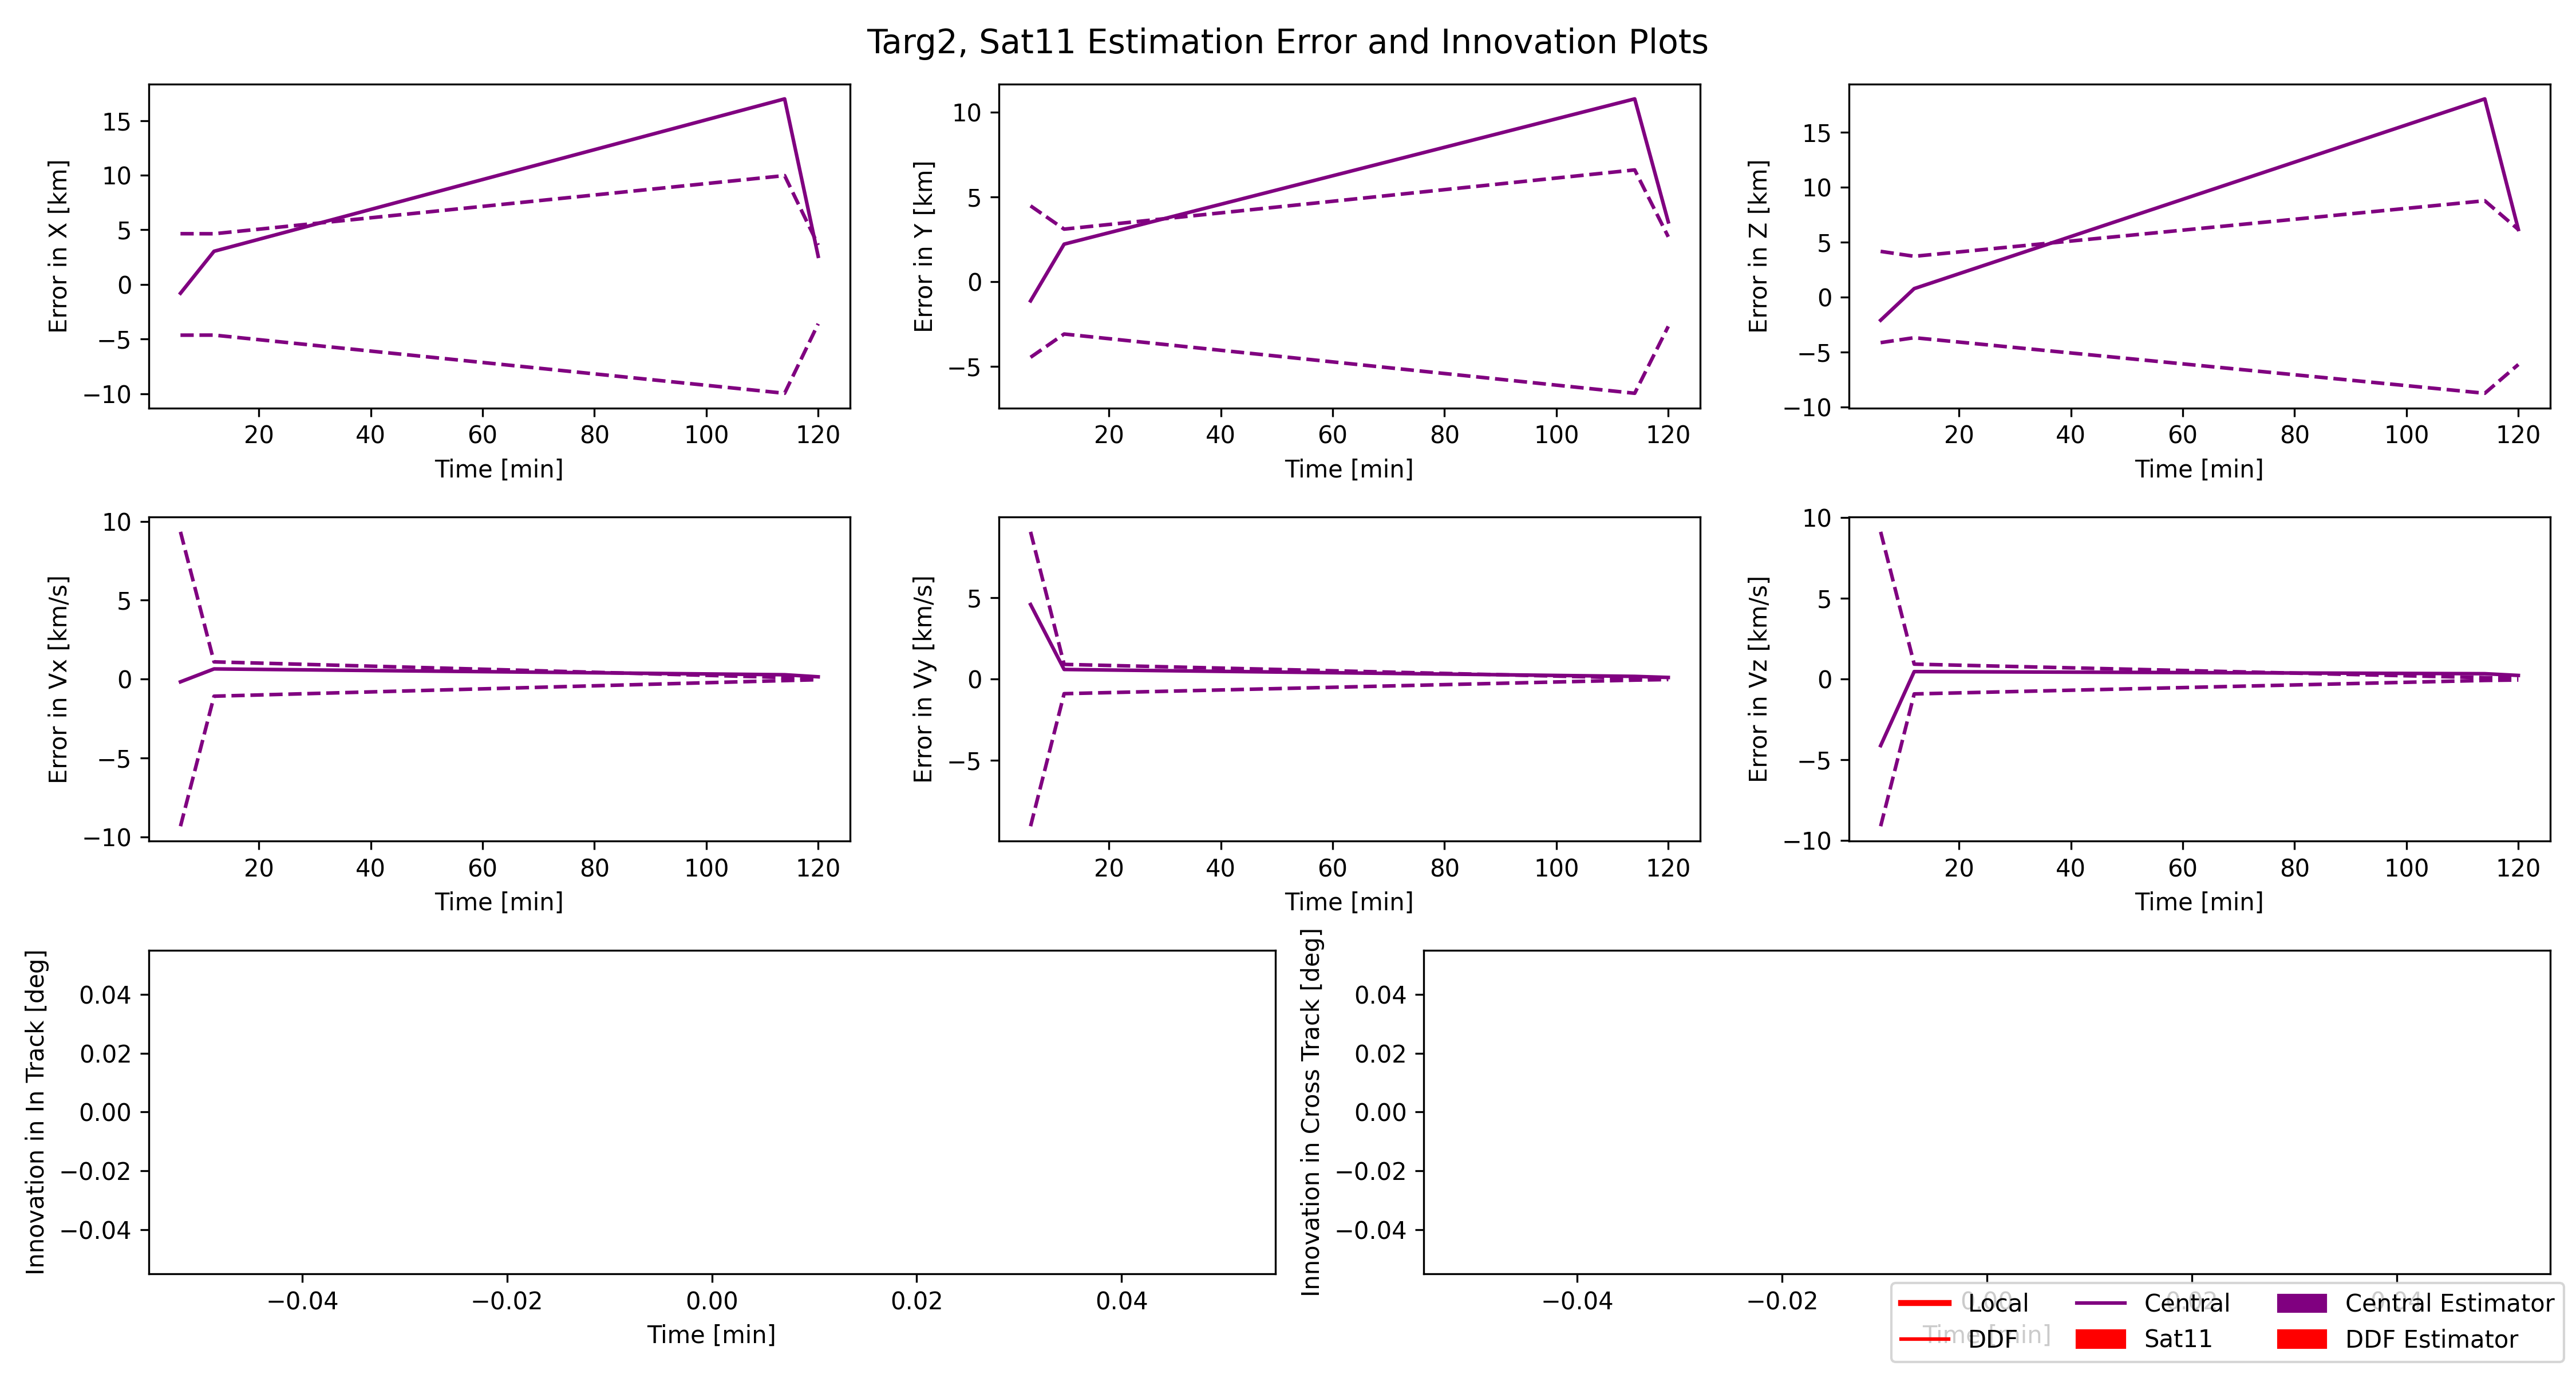 Targ2, Sat11 Estimation Error and Innovation Plots
Error in X [km]
15
10
5
0
−5
−10
20 40 60 80 100 120
Time [min]
Error in Y [km]
10
5
0
−5
20 40 60 80 100 120
Time [min]
Error in Z [km]
15
10
5
0
−5
−10
20 40 60 80 100 120
Time [min]
Error in Vx [km/s]
10
5
0
−5
−10
20 40 60 80 100 120
Time [min]
Error in Vy [km/s]
5
0
−5
20 40 60 80 100 120
Time [min]
Error in Vz [km/s]
10
5
0
−5
−10
20 40 60 80 100 120
Time [min]
Innovation in In Track [deg]
0.04
0.02
0.00
−0.02
−0.04
−0.04 −0.02 0.00 0.02 0.04
Time [min]
Innovation in Cross Track [deg]
0.04
0.02
0.00
−0.02
−0.04
−0.04 −0.02 0.00 0.02 0.04
Time [min]
Local
DDF
Central
Sat11
Central Estimator
DDF Estimator